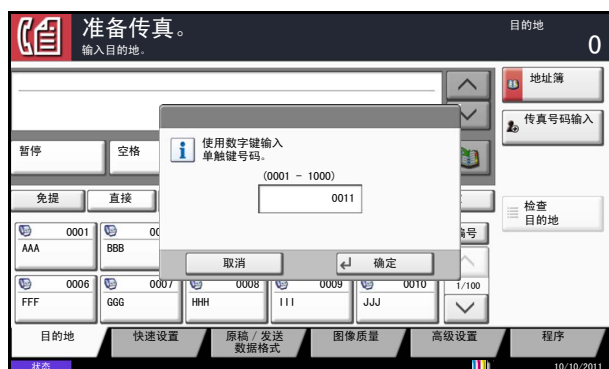 准备传真。
输入目的地。
目的地
0
地址簿
传真号码输入
暂停
空格
使用数字键输入
单触键号码。
(0001 - 1000)
0011
取消
确定
免提
直接
检查
目的地
0001
AAA
BBB
0006
FFF
0007
GGG
0008
HHH
0009
III
0010
JJJ
1/100
目的地
快速设置
原稿 / 发送
数据格式
图像质量
高级设置
程序
状态
10/10/2011